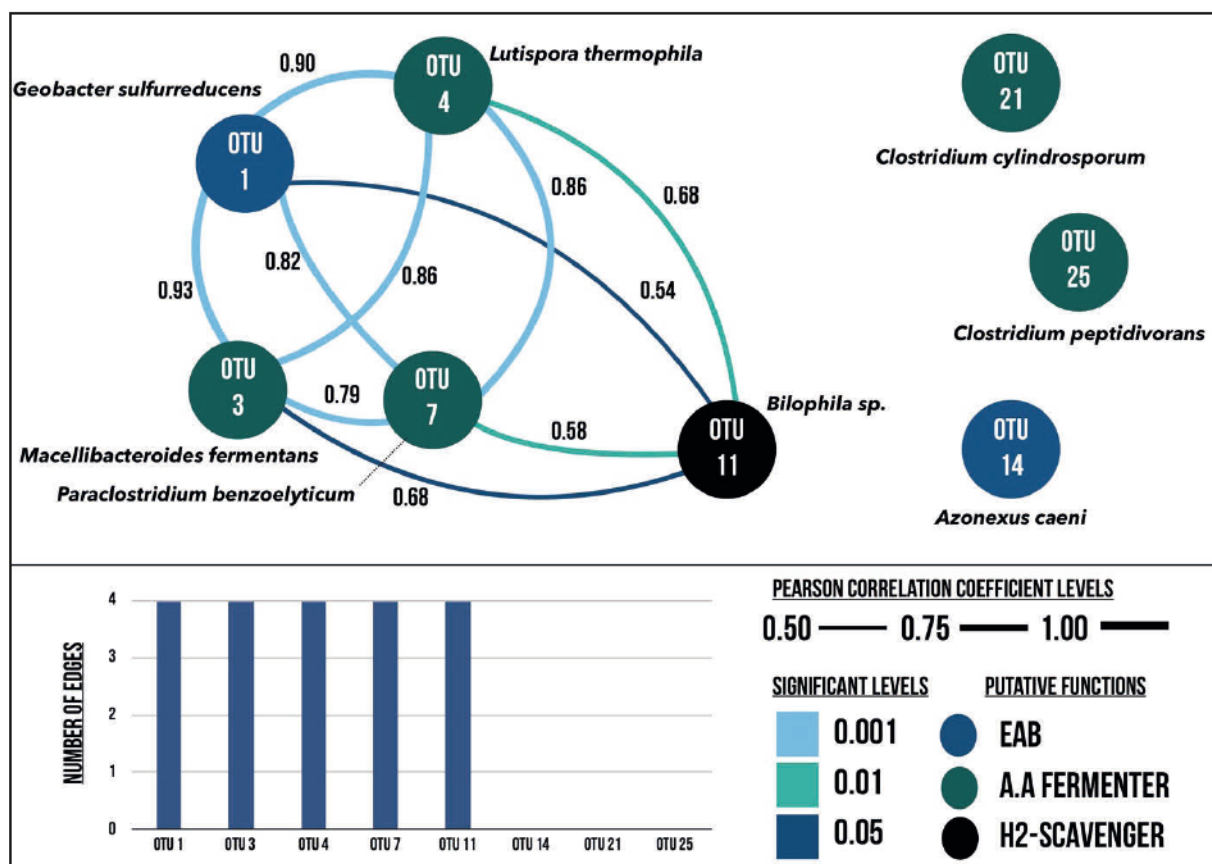 0.90
Lutispora thermophila
OTU
4
Geobacter sulfurreducens
OTU
1
OTU
21
Clostridium cylindrosporum
0.86
0.68
0.82
0.86
0.93
0.54
OTU
25
Clostridium peptidivorans
OTU
3
0.79
OTU
7
Bilophila sp.
OTU
11
0.58
OTU
14
Macellibacteroides fermentans
Paraclostridium benzoelyticum
0.68
Azonexus caeni
NUMBER OF EDGES
4
3
2
1
0
OTU 1
OTU 3
OTU 4
OTU 7
OTU 11
OTU 14
OTU 21
OTU 25
PEARSON CORRELATION COEFFICIENT LEVELS
0.50 0.75 1.00
SIGNIFICANT LEVELS
0.001
0.01
0.05
PUTATIVE FUNCTIONS
EAB
A.A FERMENTER
H2-SCAVENGER